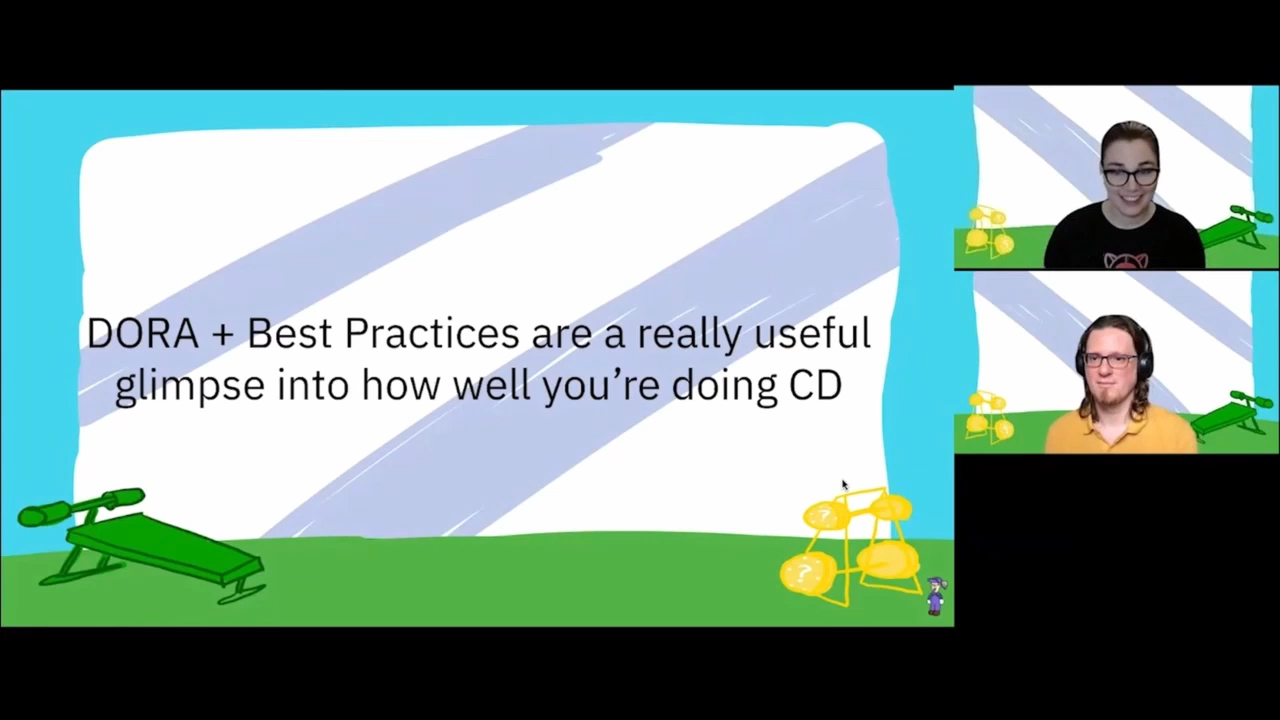 DORA + Best Practices are a really useful
glimpse into how well you're doing CD
? ?